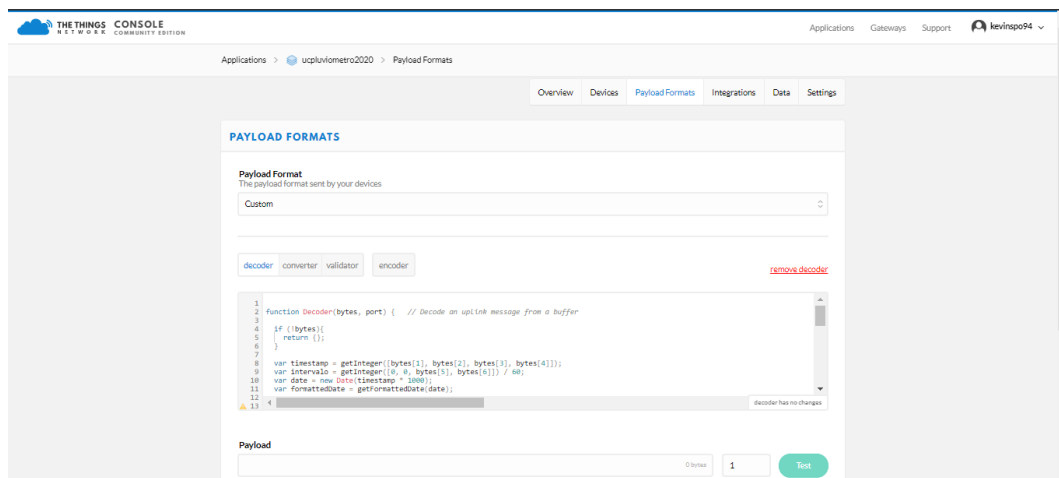 THE THINGS CONSOLE
NETWORK COMMUNITY EDITION
Applications Gateways Support kevinspo94
Applications > ucpluviometro2020 > Payload Formats
Overview Devices Payload Formats Integrations Data Settings
PAYLOAD FORMATS
Payload Format
The payload format sent by your devices
Custom
decoder converter validator encoder
remove decoder
1
2 function Decoder(bytes, port) { // Decode an uplink message from a buffer
3
4 if (!bytes){
5 return {};
6 }
7
8 var timestamp = getInteger([bytes[1], bytes[2], bytes[3], bytes[4]]);
9 var intervalo = getInteger([0, 0, bytes[5], bytes[6]]) / 60;
10 var date = new Date(timestamp * 1000);
11 var formattedDate = getFormattedDate(date);
12
13
decoder has no changes
Payload
0 bytes 1 Test